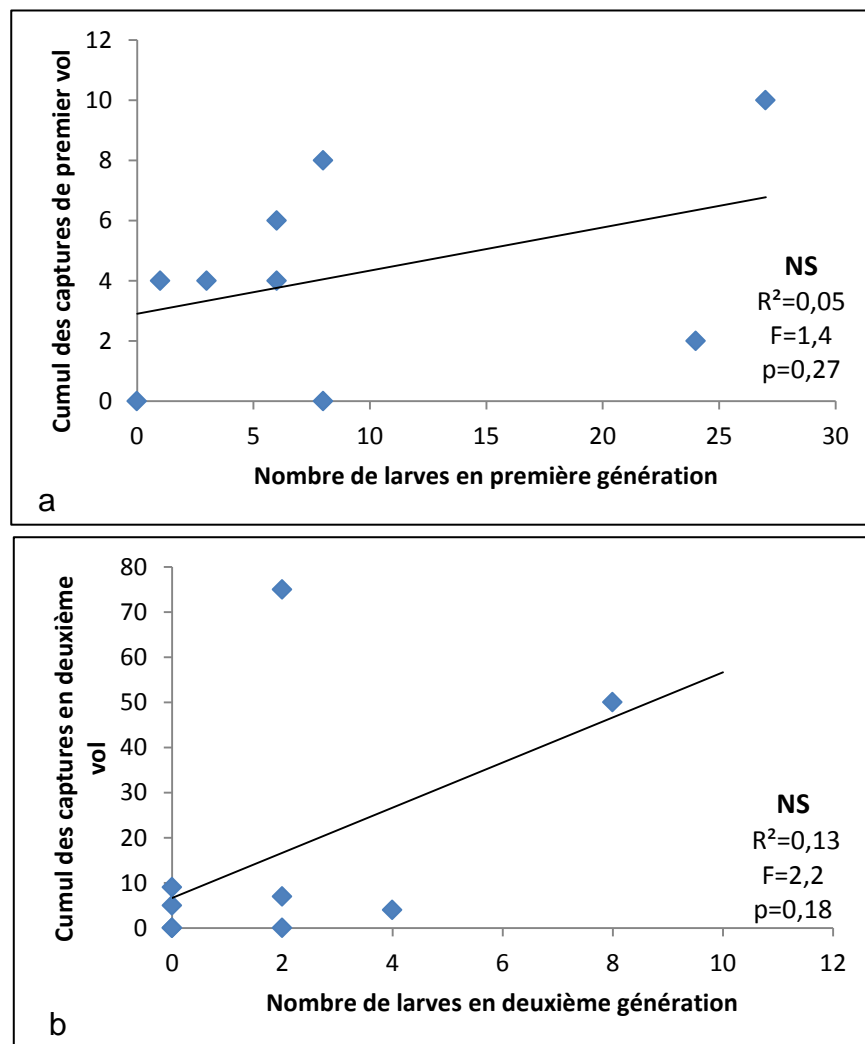 Cumul des captures de premier vol
12
10
8
6
4
2
0
0 5 10 15 20 25 30
NS
R²=0,05
F=1,4
p=0,27
Nombre de larves en première génération
a
Cumul des captures en deuxième
vol
80
70
60
50
40
30
20
10
0
0 2 4 6 8 10 12
NS
R²=0,13
F=2,2
p=0,18
Nombre de larves en deuxième génération
b